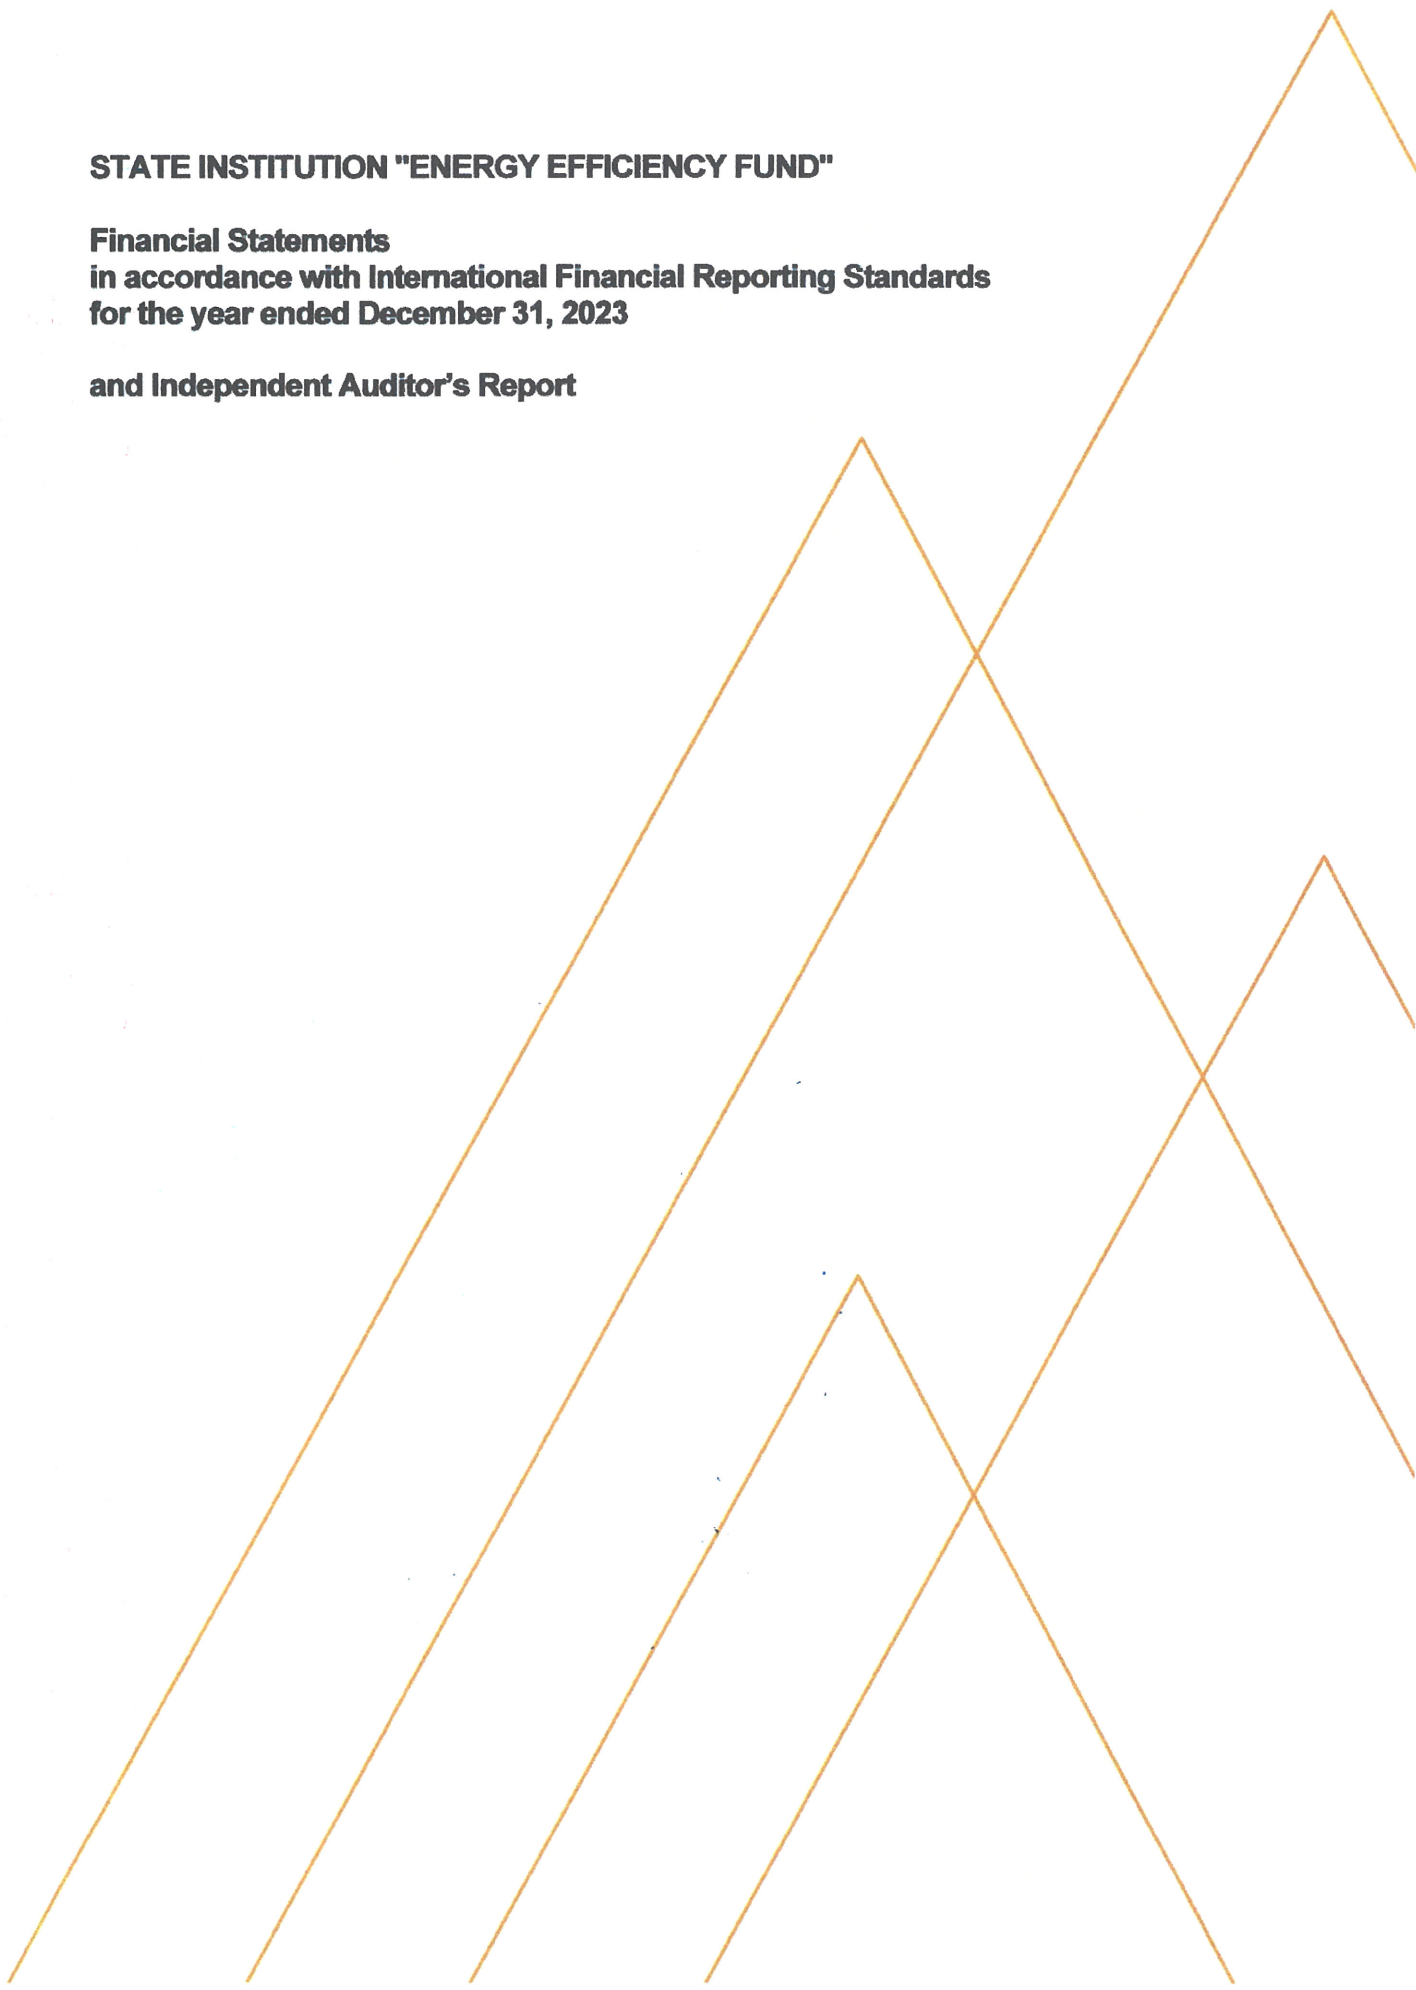 STATE INSTITUTION "ENERGY EFFICIENCY FUND"
Financial Statements
in accordance with International Financial Reporting Standards
for the year ended December 31, 2023
and Independent Auditor's Report